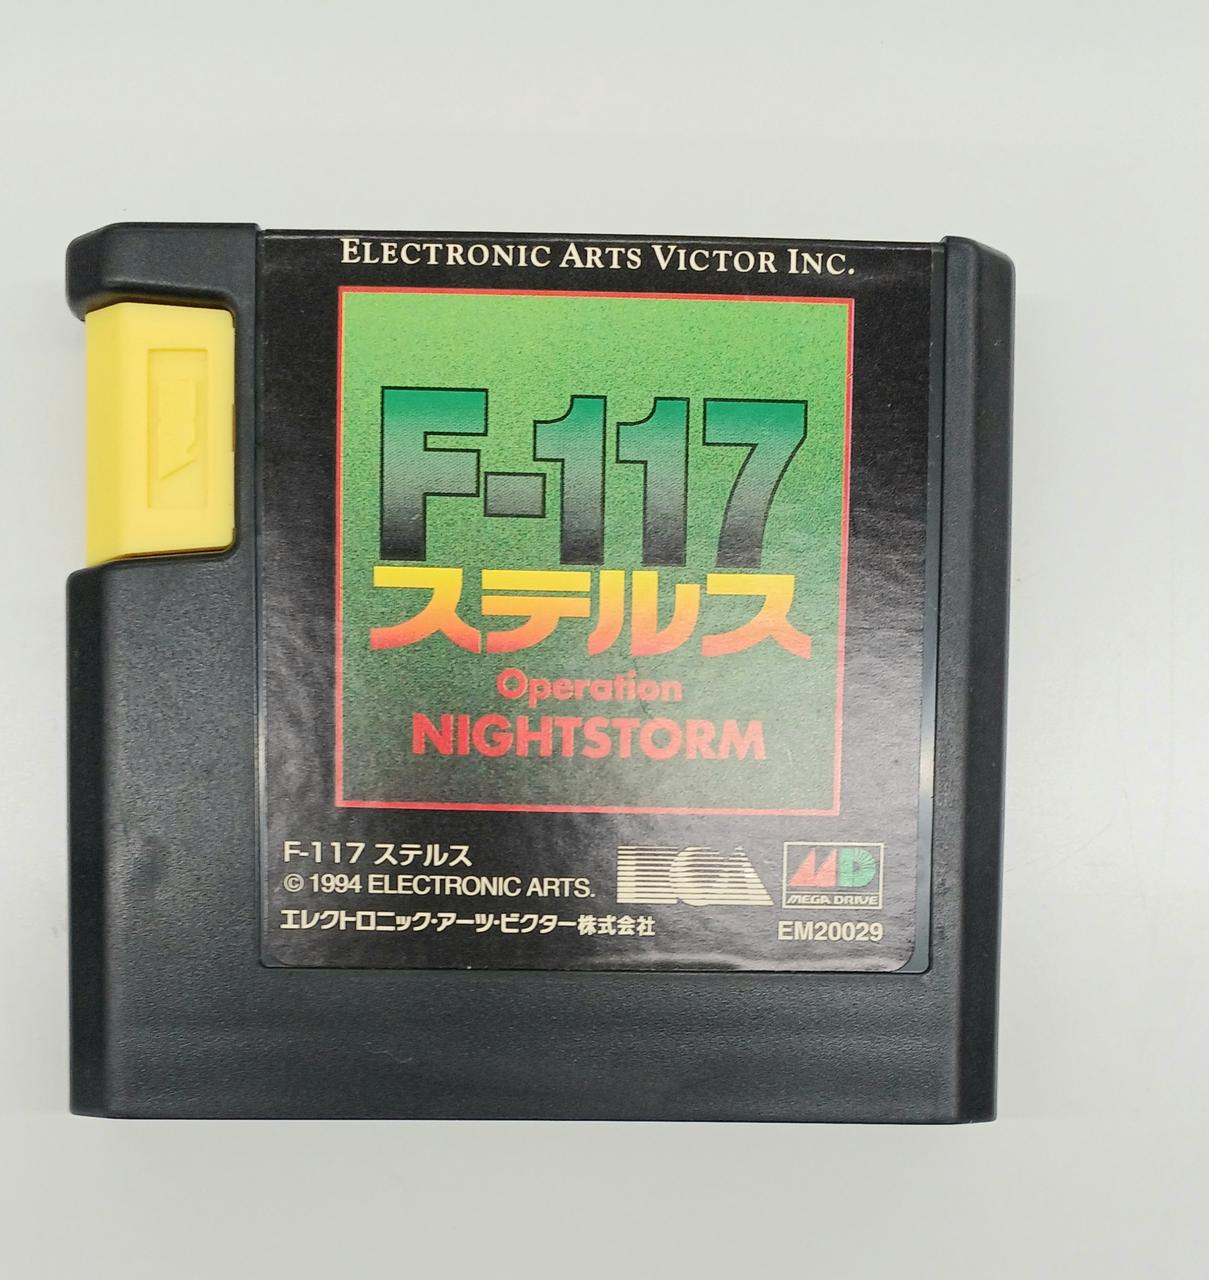 ELECTRONIC ARTS VICTOR INC.
F-117
ステルス
Operation
NIGHTSTORM
F-117 ステルス
© 1994 ELECTRONIC ARTS.
エレクトロニック・アーツ・ビクター株式会社
ECA
MD
MEGA DRIVE
EM20029